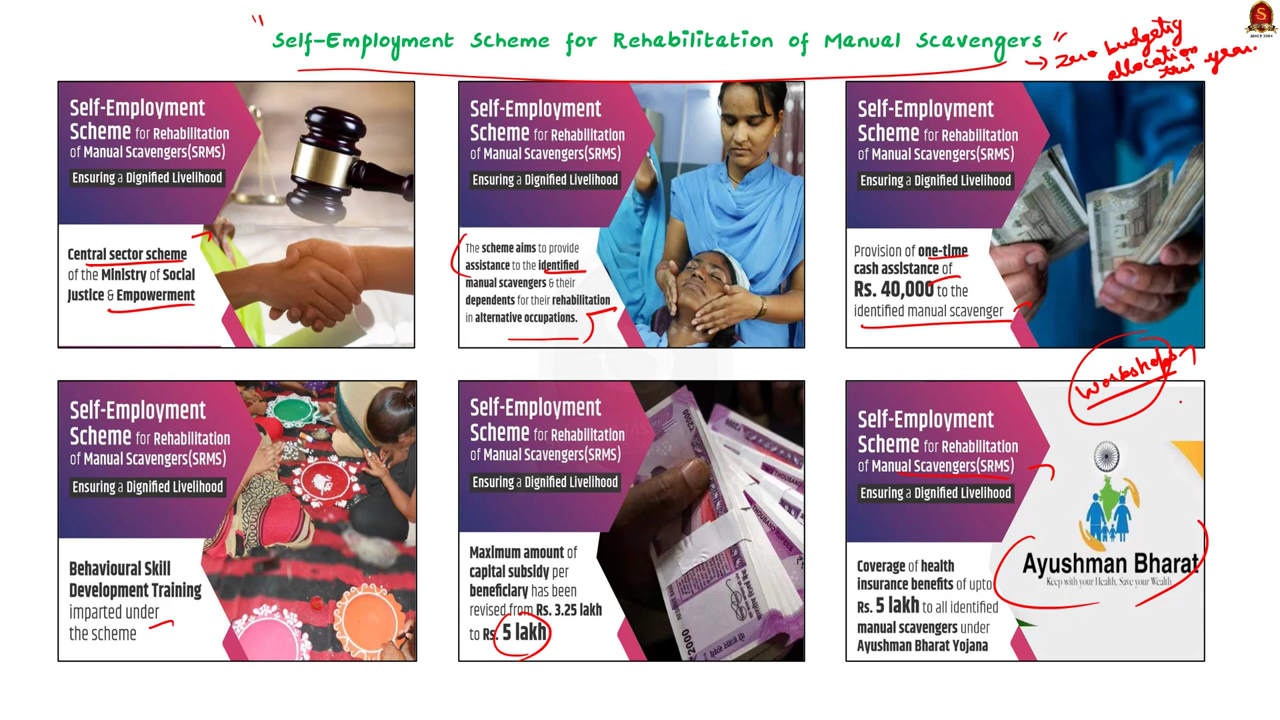 " Self-Employment Scheme for Rehabilitation of Manual Scavengers "
→ Zero budgetary
allocation
this year.
S
SINCE 2004
Self-Employment
Scheme for Rehabilitation
of Manual Scavengers(SRMS)
Ensuring a Dignified Livelihood
Central sector scheme
of the Ministry of Social
Justice & Empowerment
Self-Employment
Scheme for Rehabilitation
of Manual Scavengers(SRMS)
Ensuring a Dignified Livelihood
The scheme aims to provide
assistance to the identified
manual scavengers & their
dependents for their rehabilitation
in alternative occupations.
Self-Employment
Scheme for Rehabilitation
of Manual Scavengers(SRMS)
Ensuring a Dignified Livelihood
Provision of one-time
cash assistance of
Rs. 40,000 to the
identified manual scavenger
Self-Employment
Scheme for Rehabilitation
of Manual Scavengers(SRMS)
Ensuring a Dignified Livelihood
Behavioural Skill
Development Training
imparted under
the scheme
Self-Employment
Scheme for Rehabilitation
of Manual Scavengers(SRMS)
Ensuring a Dignified Livelihood
Maximum amount of
capital subsidy per
beneficiary has been
revised from Rs. 3.25 lakh
to Rs. 5 lakh
₹2000
2000
Workshops
Self-Employment
Scheme for Rehabilitation
of Manual Scavengers(SRMS)
Ensuring a Dignified Livelihood
Coverage of health
insurance benefits of upto
Rs. 5 lakh to all identified
manual scavengers under
Ayushman Bharat Yojana
Ayushman Bharat
Keep with your Health, Save your Wealth